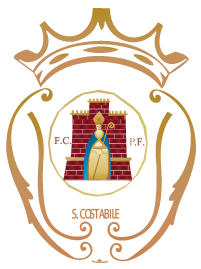 F.C. P.F.
S. COSTABILE